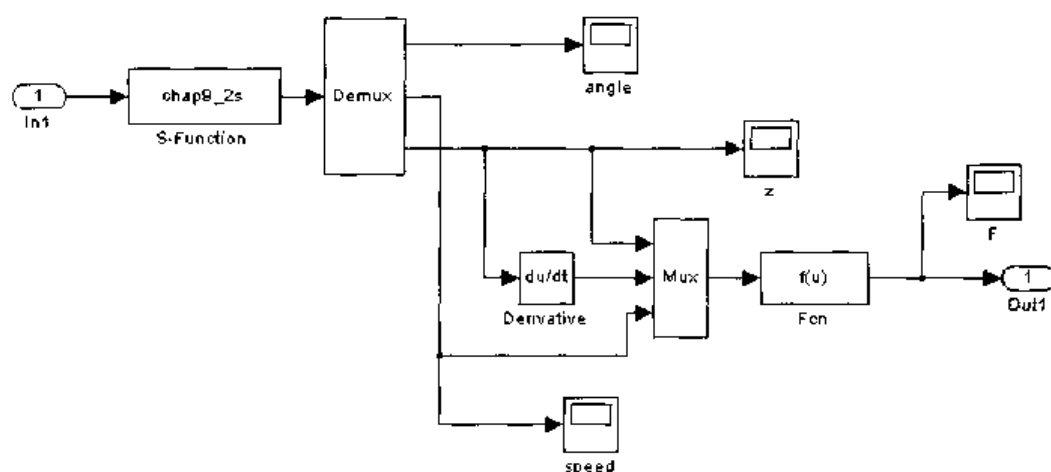 1
In1
chap9_2s
S-Function
Demux
angle
z
du/dt
Derivative
Mux
f(u)
Fcn
F
1
Out1
speed